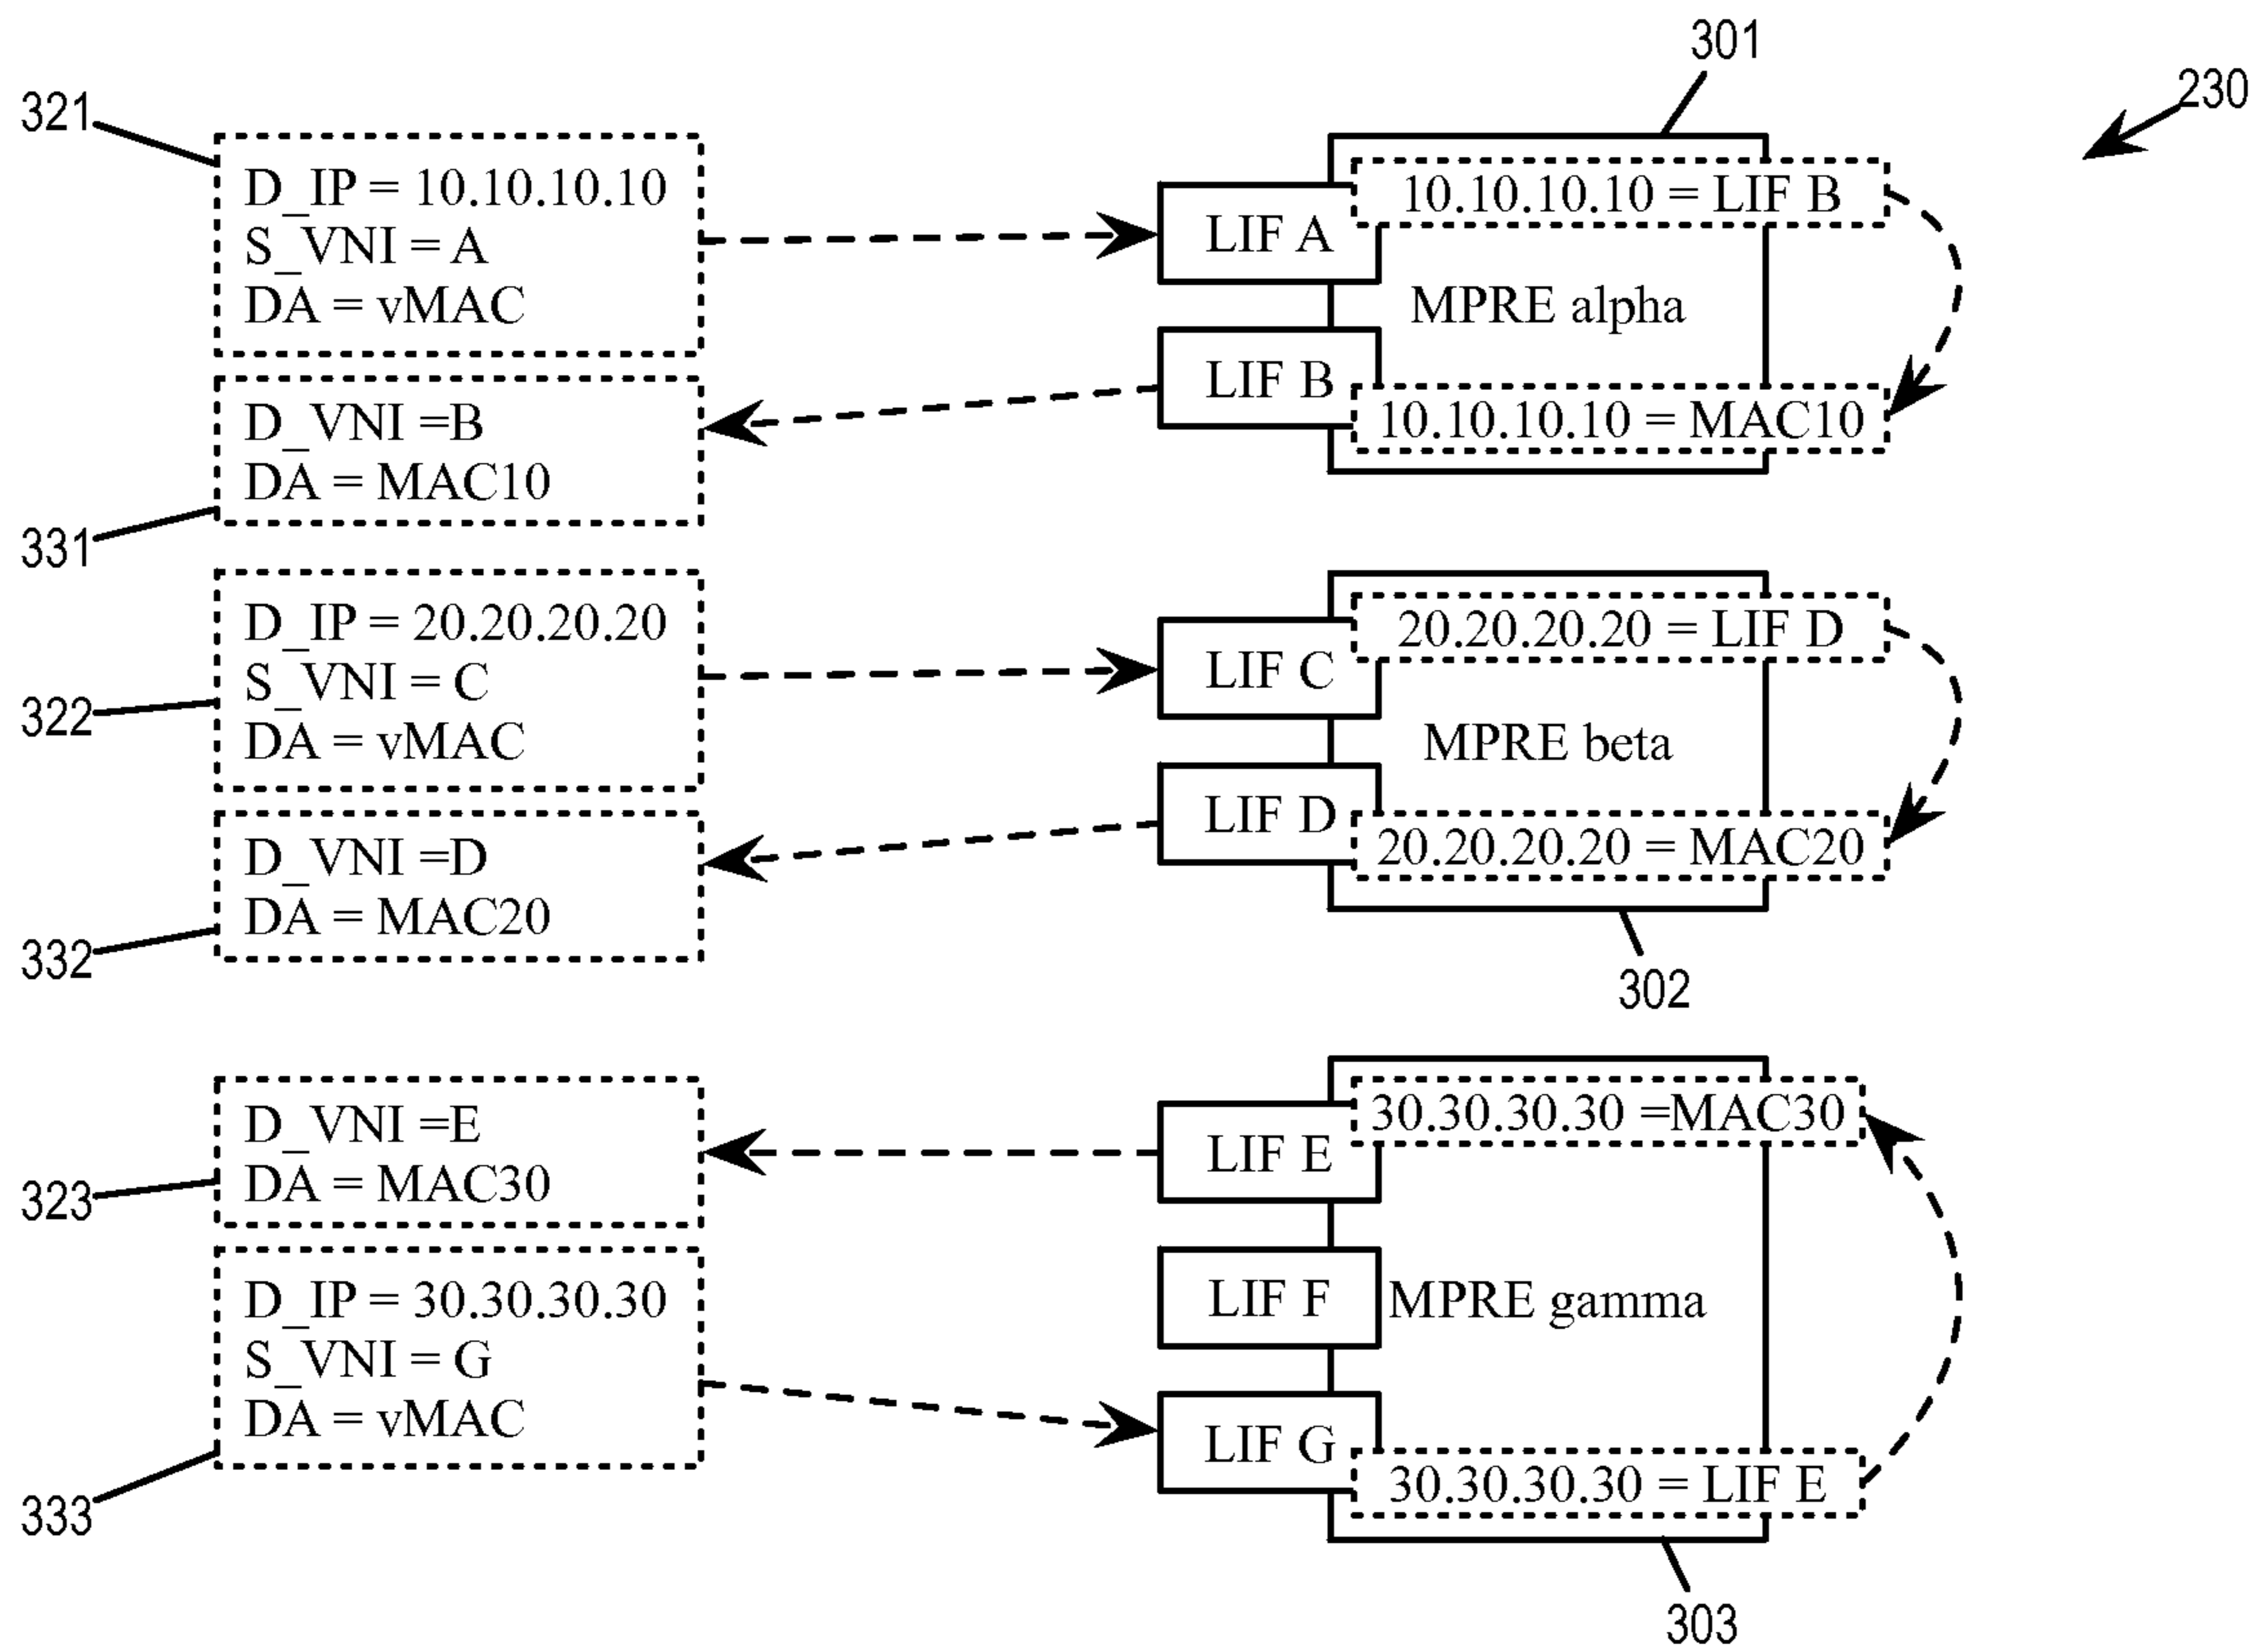 301
230
321
D_IP = 10.10.10.10
S_VNI = A
DA = vMAC
LIF A
10.10.10.10 = LIF B
MPRE alpha
LIF B
10.10.10.10 = MAC10
D_VNI =B
DA = MAC10
331
D_IP = 20.20.20.20
S_VNI = C
DA = vMAC
322
LIF C
20.20.20.20 = LIF D
MPRE beta
LIF D
20.20.20.20 = MAC20
D_VNI =D
DA = MAC20
332
302
D_VNI =E
DA = MAC30
323
LIF E
30.30.30.30 =MAC30
LIF F
MPRE gamma
D_IP = 30.30.30.30
S_VNI = G
DA = vMAC
333
LIF G
30.30.30.30 = LIF E
303